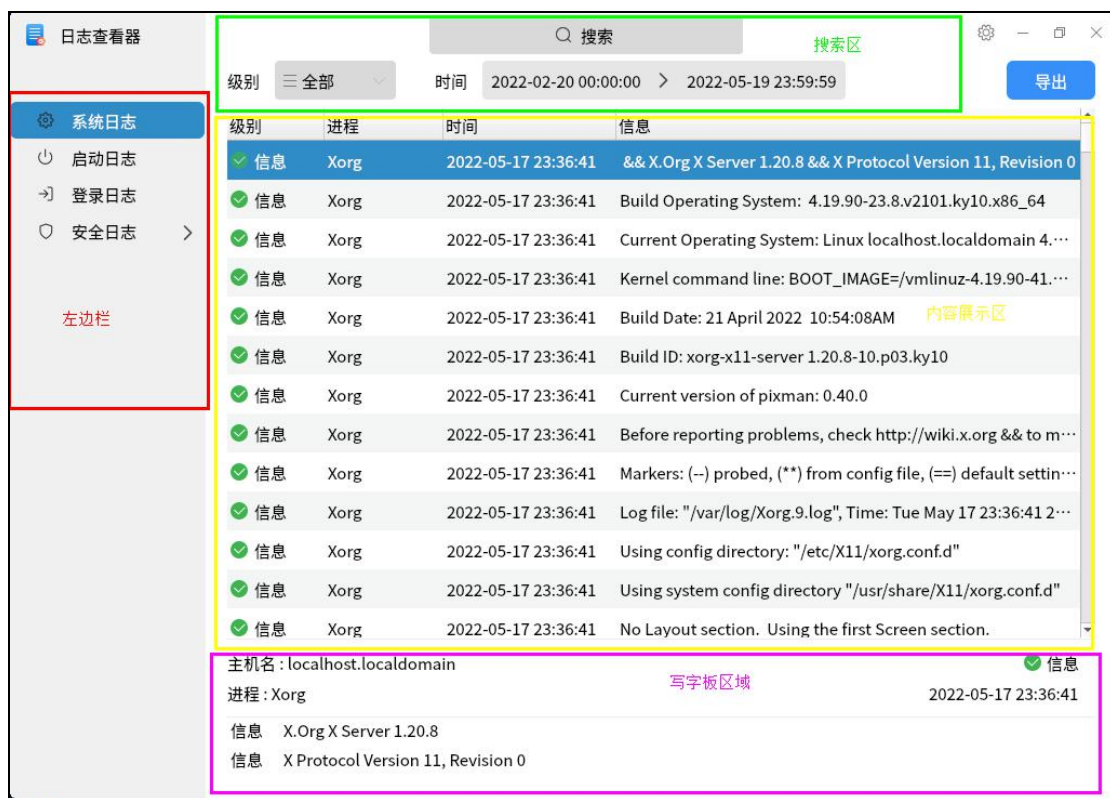 日志查看器
搜索
搜索区
级别 全部 时间 2022-02-20 00:00:00 > 2022-05-19 23:59:59 导出
系统日志
启动日志
登录日志
安全日志
左边栏
级别 进程 时间 信息
信息 Xorg 2022-05-17 23:36:41 && X.Org X Server 1.20.8 && X Protocol Version 11, Revision 0
信息 Xorg 2022-05-17 23:36:41 Build Operating System: 4.19.90-23.8.v2101.ky10.x86_64
信息 Xorg 2022-05-17 23:36:41 Current Operating System: Linux localhost.localdomain 4.…
信息 Xorg 2022-05-17 23:36:41 Kernel command line: BOOT_IMAGE=/vmlinuz-4.19.90-41.…
信息 Xorg 2022-05-17 23:36:41 Build Date: 21 April 2022 10:54:08AM
内容展示区
信息 Xorg 2022-05-17 23:36:41 Build ID: xorg-x11-server 1.20.8-10.p03.ky10
信息 Xorg 2022-05-17 23:36:41 Current version of pixman: 0.40.0
信息 Xorg 2022-05-17 23:36:41 Before reporting problems, check http://wiki.x.org && to m…
信息 Xorg 2022-05-17 23:36:41 Markers: (--) probed, (**) from config file, (==) default settin…
信息 Xorg 2022-05-17 23:36:41 Log file: "/var/log/Xorg.9.log", Time: Tue May 17 23:36:41 2…
信息 Xorg 2022-05-17 23:36:41 Using config directory: "/etc/X11/xorg.conf.d"
信息 Xorg 2022-05-17 23:36:41 Using system config directory "/usr/share/X11/xorg.conf.d"
信息 Xorg 2022-05-17 23:36:41 No Layout section. Using the first Screen section.
主机名 : localhost.localdomain 信息
写字板区域
进程 : Xorg 2022-05-17 23:36:41
信息 X.Org X Server 1.20.8
信息 X Protocol Version 11, Revision 0